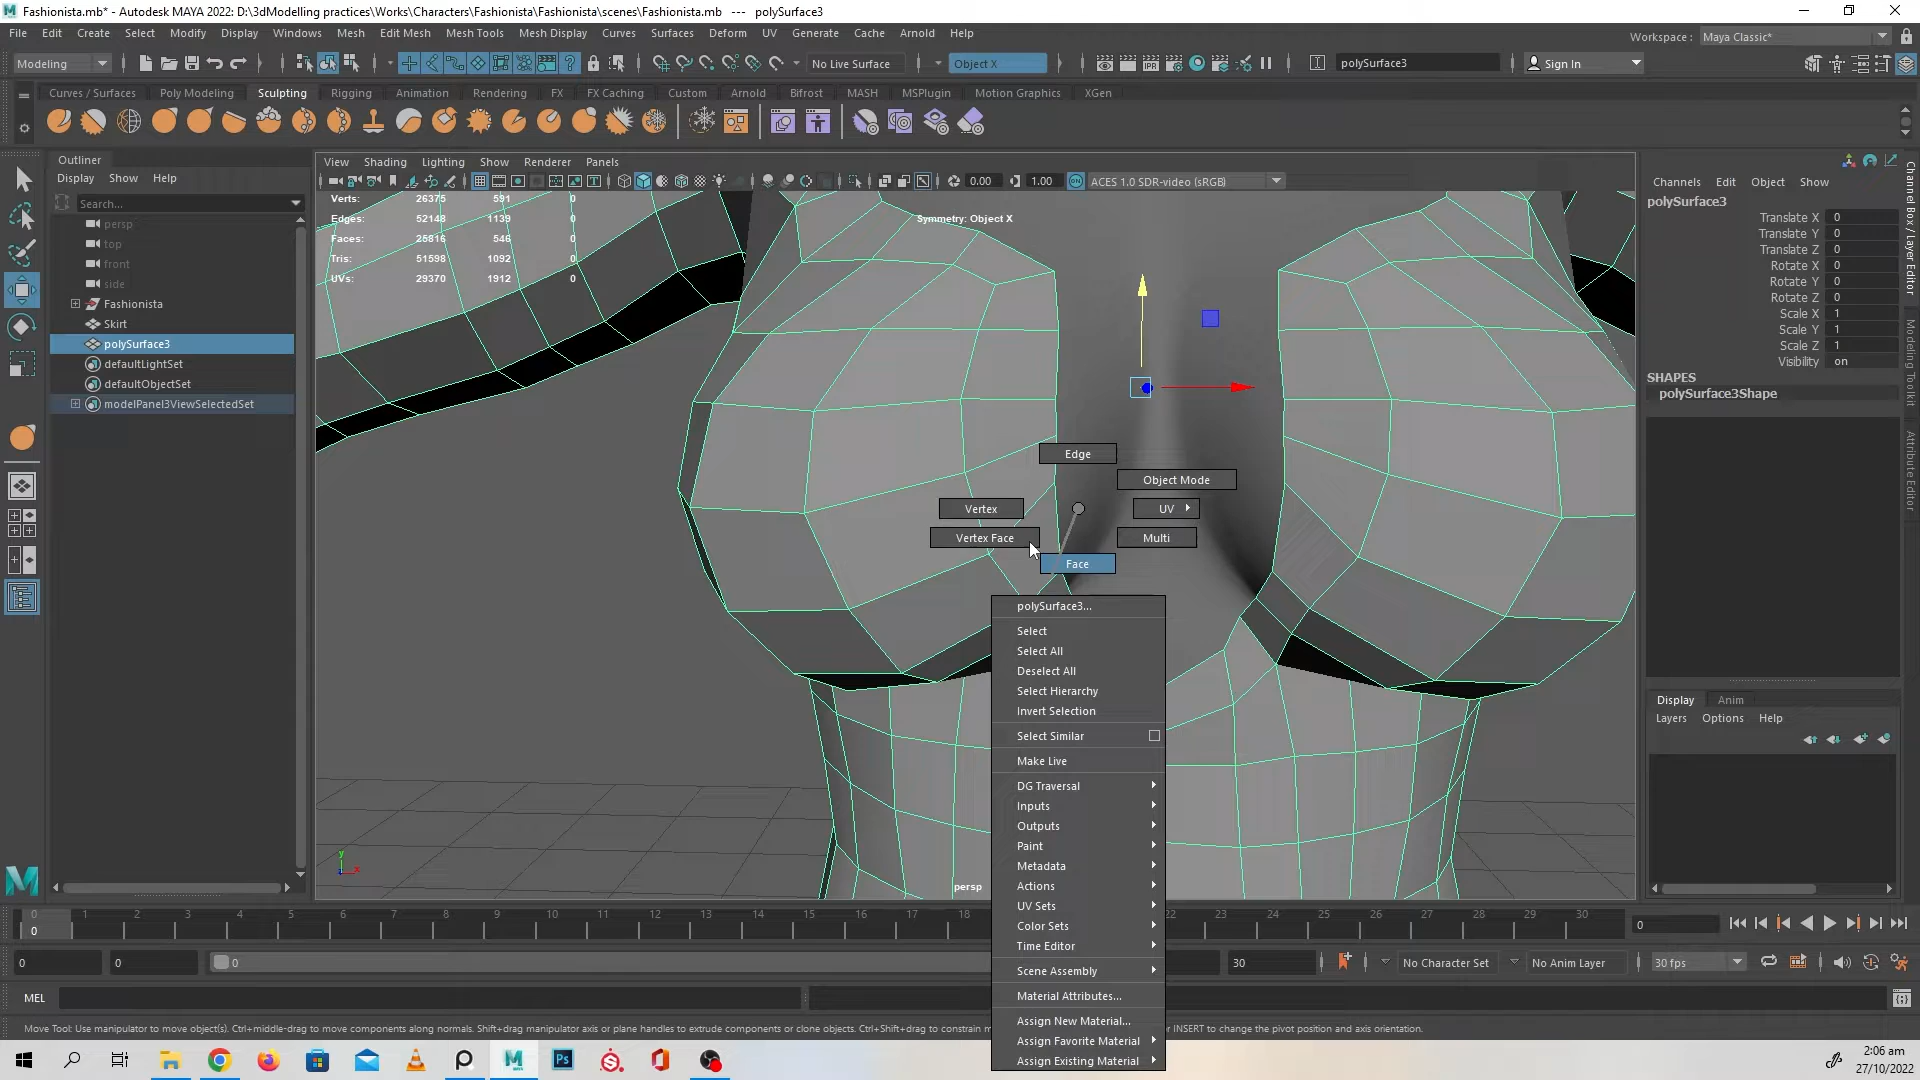 Fashionista.mb* - Autodesk MAYA 2022: D:\3dModelling practices\Works\Characters\Fashionista\Fashionista\scenes\Fashionista.mb --- polySurface3
File Edit Create Select Modify Display Windows Mesh Edit Mesh Mesh Tools Mesh Display Curves Surfaces Deform UV Generate Cache Arnold Help
Workspace : Maya Classic*
Modeling No Live Surface Object X polySurface3 Sign In
Curves / Surfaces Poly Modeling Sculpting Rigging Animation Rendering FX FX Caching Custom Arnold Bifrost MASH MSPlugin Motion Graphics XGen
IPR
Outliner
Display Show Help
Search...
persp
top
front
side
Fashionista
Skirt
polySurface3
defaultLightSet
defaultObjectSet
modelPanel3ViewSelectedSet
View Shading Lighting Show Renderer Panels
0.00 1.00 ACES 1.0 SDR-video (sRGB)
Verts: 26375 591 0
Edges: 52148 1139 0
Faces: 25816 546 0
Tris: 51598 1092 0
UVs: 29370 1912 0
Symmetry: Object X
Edge
Object Mode
Vertex
UV
Vertex Face
Multi
Face
polySurface3...
Select
Select All
Deselect All
Select Hierarchy
Invert Selection
Select Similar
Make Live
DG Traversal
Inputs
Outputs
Paint
Metadata
Actions
UV Sets
Color Sets
Time Editor
Scene Assembly
Material Attributes...
Assign New Material...
Assign Favorite Material
Assign Existing Material
y
x
persp
Channels Edit Object Show
polySurface3
Translate X 0
Translate Y 0
Translate Z 0
Rotate X 0
Rotate Y 0
Rotate Z 0
Scale X 1
Scale Y 1
Scale Z 1
Visibility on
SHAPES
polySurface3Shape
Display Anim
Layers Options Help
Channel Box / Layer Editor
Modeling Toolkit
Attribute Editor
0 1 2 3 4 5 6 7 8 9 10 11 12 13 14 15 16 17 18 22 23 24 25 26 27 28 29 30
0
0
0 0 0 30 No Character Set No Anim Layer 30 fps
MEL
Move Tool: Use manipulator to move object(s). Ctrl+middle-drag to move components along normals. Shift+drag manipulator axis or plane handles to extrude components or clone objects. Ctrl+Shift+drag to constrain m
r INSERT to change the pivot position and axis orientation.
M
Ps
2:06 am
27/10/2022